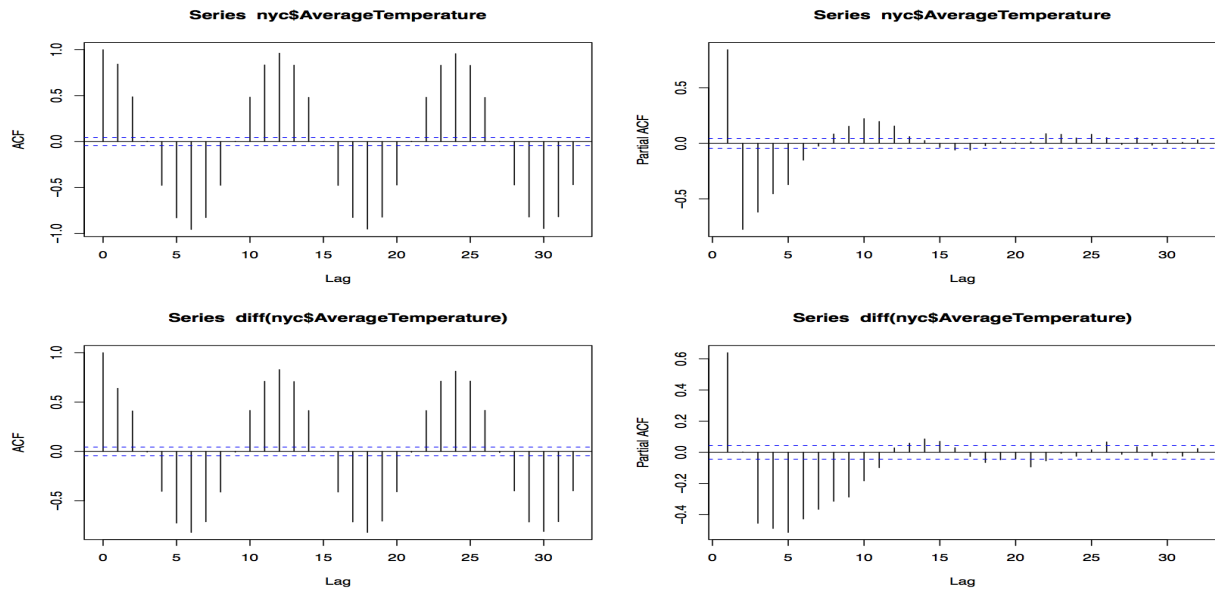 Series nyc$AverageTemperature
ACF
1.0
0.5
0.0
-0.5
-1.0
0 5 10 15 20 25 30
Lag
Series nyc$AverageTemperature
Partial ACF
0.5
0.0
-0.5
0 5 10 15 20 25 30
Lag
Series diff(nyc$AverageTemperature)
ACF
1.0
0.5
0.0
-0.5
0 5 10 15 20 25 30
Lag
Series diff(nyc$AverageTemperature)
Partial ACF
0.6
0.4
0.2
0.0
-0.2
-0.4
0 5 10 15 20 25 30
Lag